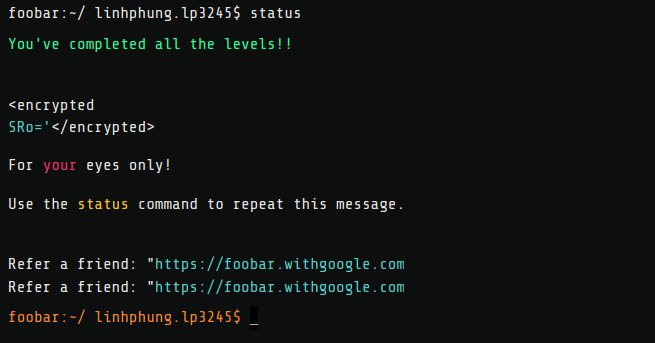 foobar:~/ linhphung.lp3245$ status
You've completed all the levels!!
<encrypted
SRo='</encrypted>
For your eyes only!
Use the status command to repeat this message.
Refer a friend: "https://foobar.withgoogle.com
Refer a friend: "https://foobar.withgoogle.com
foobar:~/ linhphung.lp3245$ _